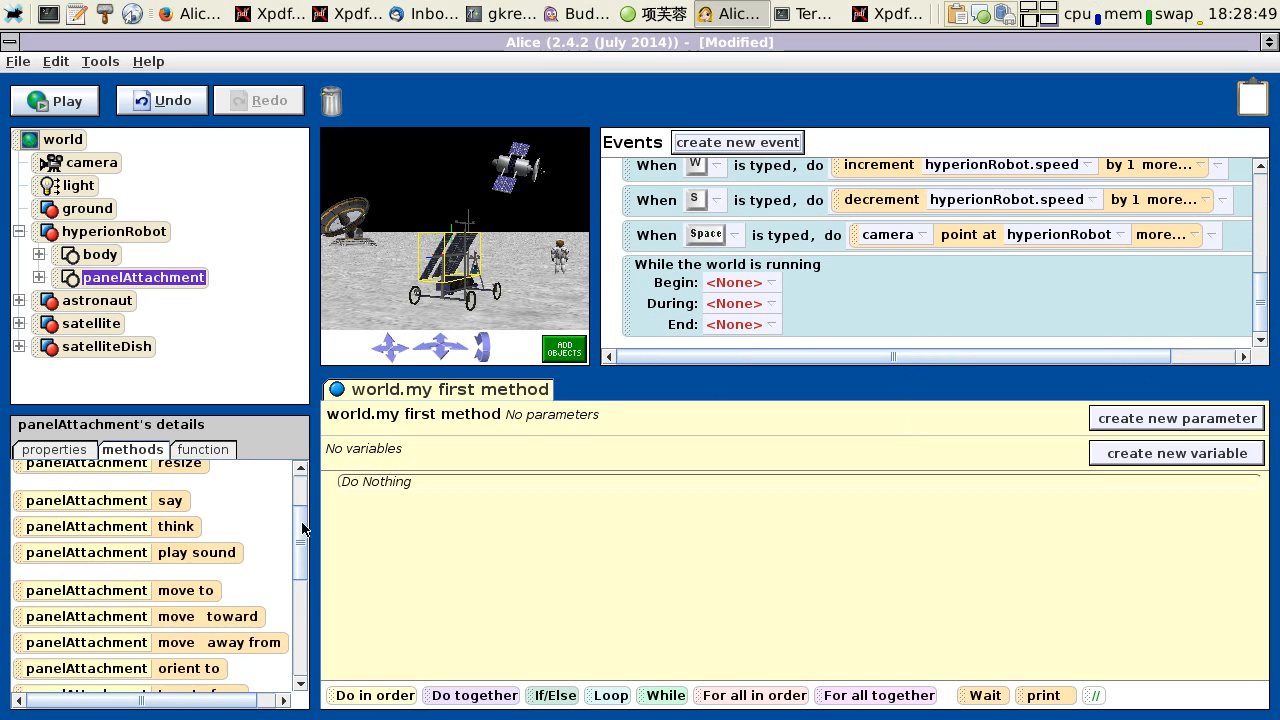 Alic... Xpdf... Xpdf... Inbo... gkte... Bud... 项芙蓉 Alic... Ter... Xpdf... cpu mem swap 18:28:49
Alice (2.4.2 (July 2014)) - [Modified]
File Edit Tools Help
Play Undo Redo
world
camera
light
ground
hyperionRobot
body
panelAttachment
astronaut
satellite
satelliteDish
ADD OBJECTS
Events create new event
When W is typed, do increment hyperionRobot.speed by 1 more...
When S is typed, do decrement hyperionRobot.speed by 1 more...
When Space is typed, do camera point at hyperionRobot more...
While the world is running
Begin: <None>
During: <None>
End: <None>
panelAttachment's details
properties methods function
panelAttachment resize
panelAttachment say
panelAttachment think
panelAttachment play sound
panelAttachment move to
panelAttachment move toward
panelAttachment move away from
panelAttachment orient to
world.my first method
world.my first method No parameters create new parameter
No variables create new variable
(Do Nothing
Do in order Do together If/Else Loop While For all in order For all together Wait print //